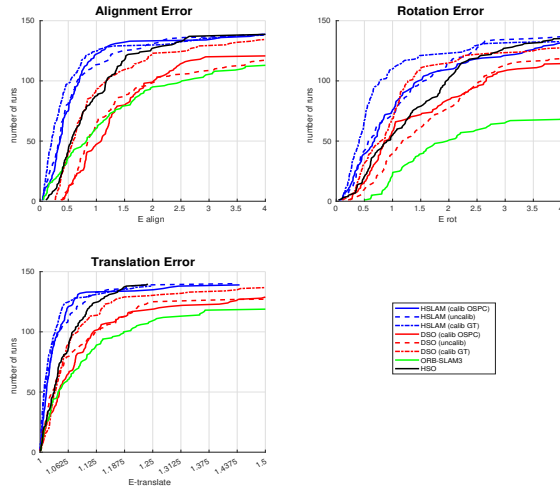 Alignment Error
number of runs
150
100
50
0
0 0.5 1 1.5 2 2.5 3 3.5 4
E align
Rotation Error
number of runs
150
100
50
0
0 0.5 1 1.5 2 2.5 3 3.5 4
E rot
Translation Error
number of runs
150
100
50
0
1 1.0625 1.125 1.1875 1.25 1.3125 1.375 1.4375 1.5
E-translate
HSLAM (calib OSPC)
HSLAM (uncalib)
HSLAM (calib GT)
DSO (calib OSPC)
DSO (uncalib)
DSO (calib GT)
ORB-SLAM3
HSO